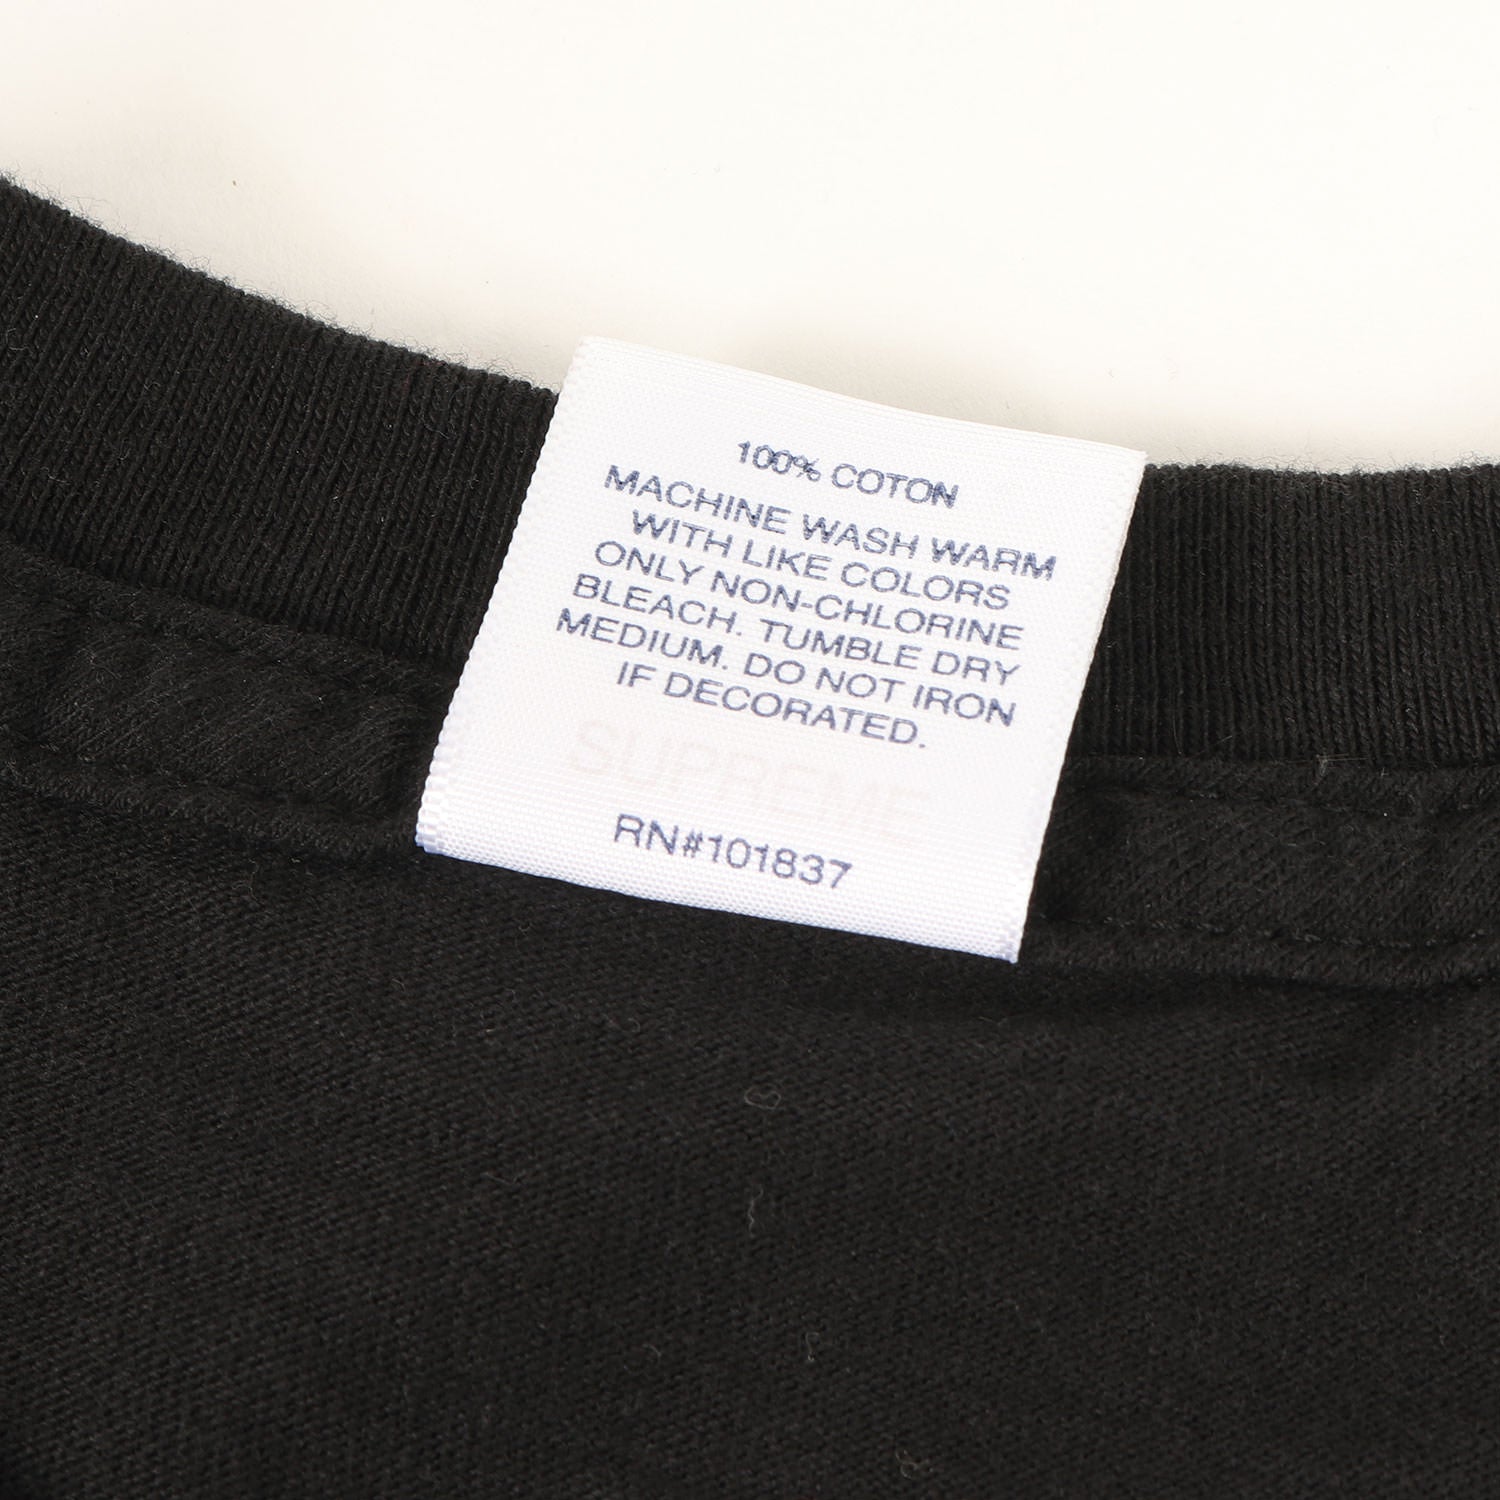 100% COTON
MACHINE WASH WARM
WITH LIKE COLORS
ONLY NON-CHLORINE
BLEACH. TUMBLE DRY
MEDIUM. DO NOT IRON
IF DECORATED.
SUPREME
RN#101837